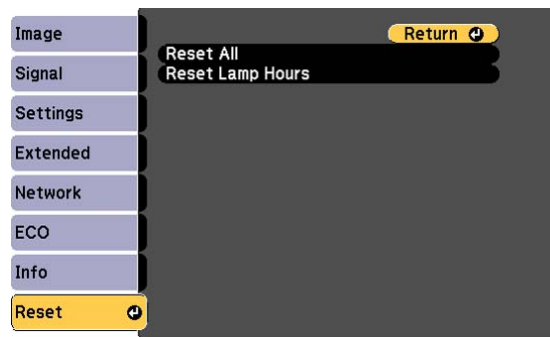 Image
Signal
Settings
Extended
Network
ECO
Info
Reset
Return
Reset All
Reset Lamp Hours